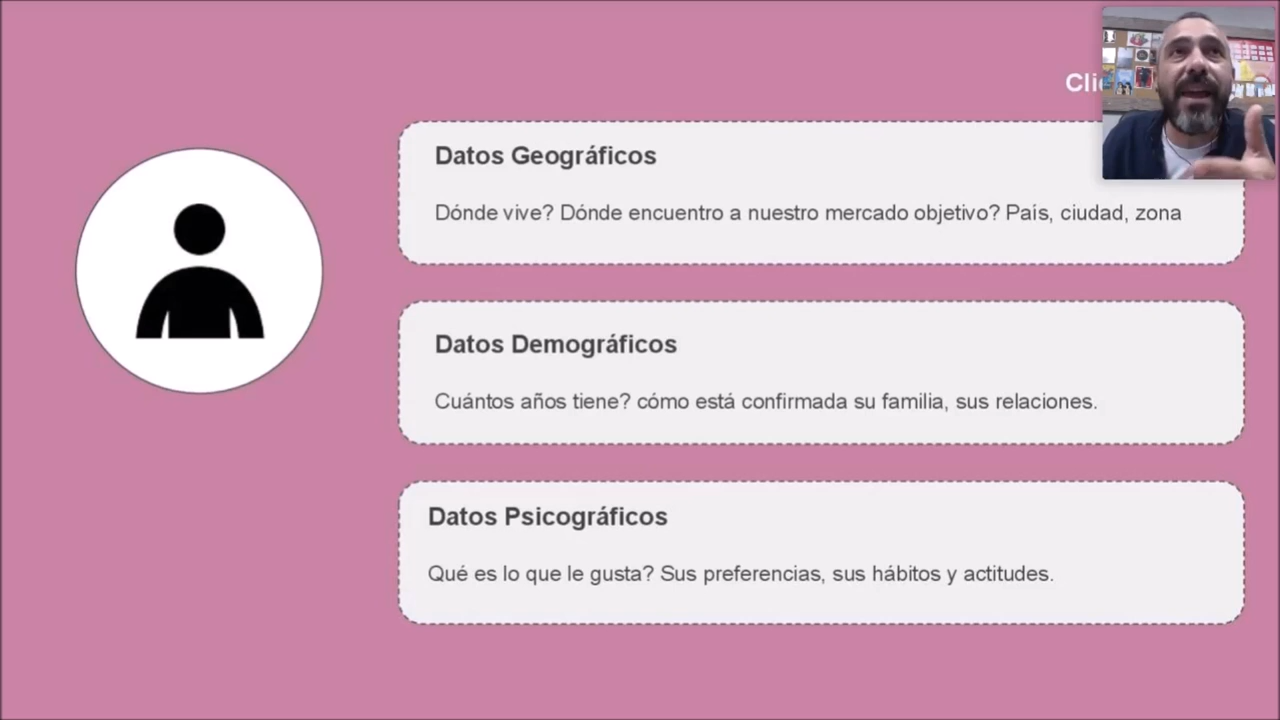 Datos Geográficos
Dónde vive? Dónde encuentro a nuestro mercado objetivo? País, ciudad, zona
Datos Demográficos
Cuántos años tiene? cómo está confirmada su familia, sus relaciones.
Datos Psicográficos
Qué es lo que le gusta? Sus preferencias, sus hábitos y actitudes.